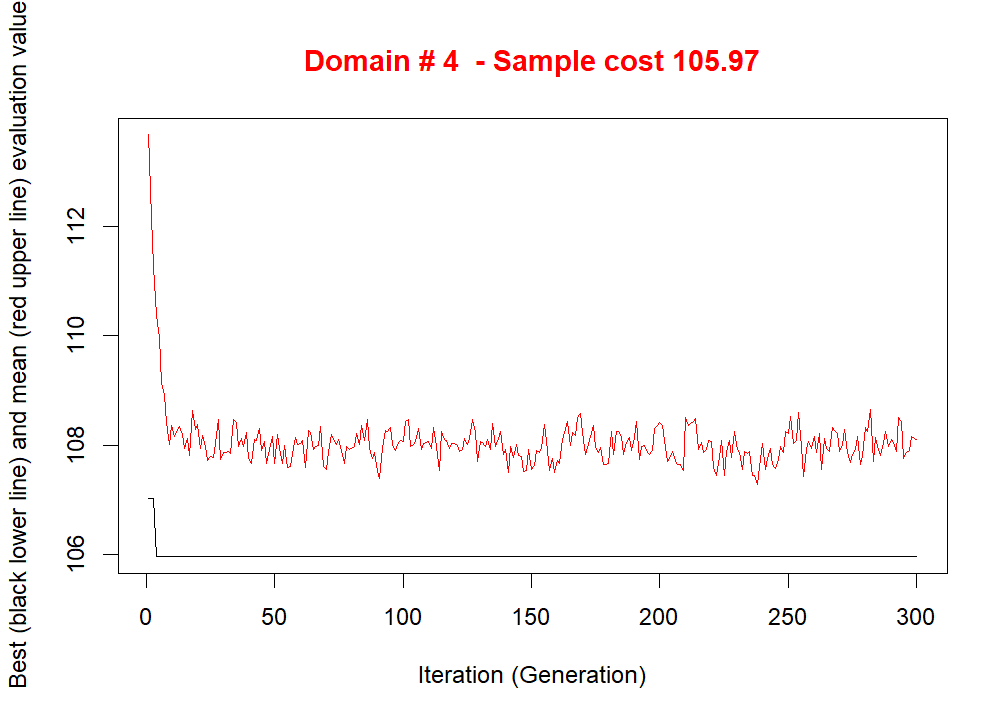 Domain # 4  - Sample cost 105.97
Best (black lower line) and mean (red upper line) evaluation value
112
110
108
106
0 50 100 150 200 250 300
Iteration (Generation)